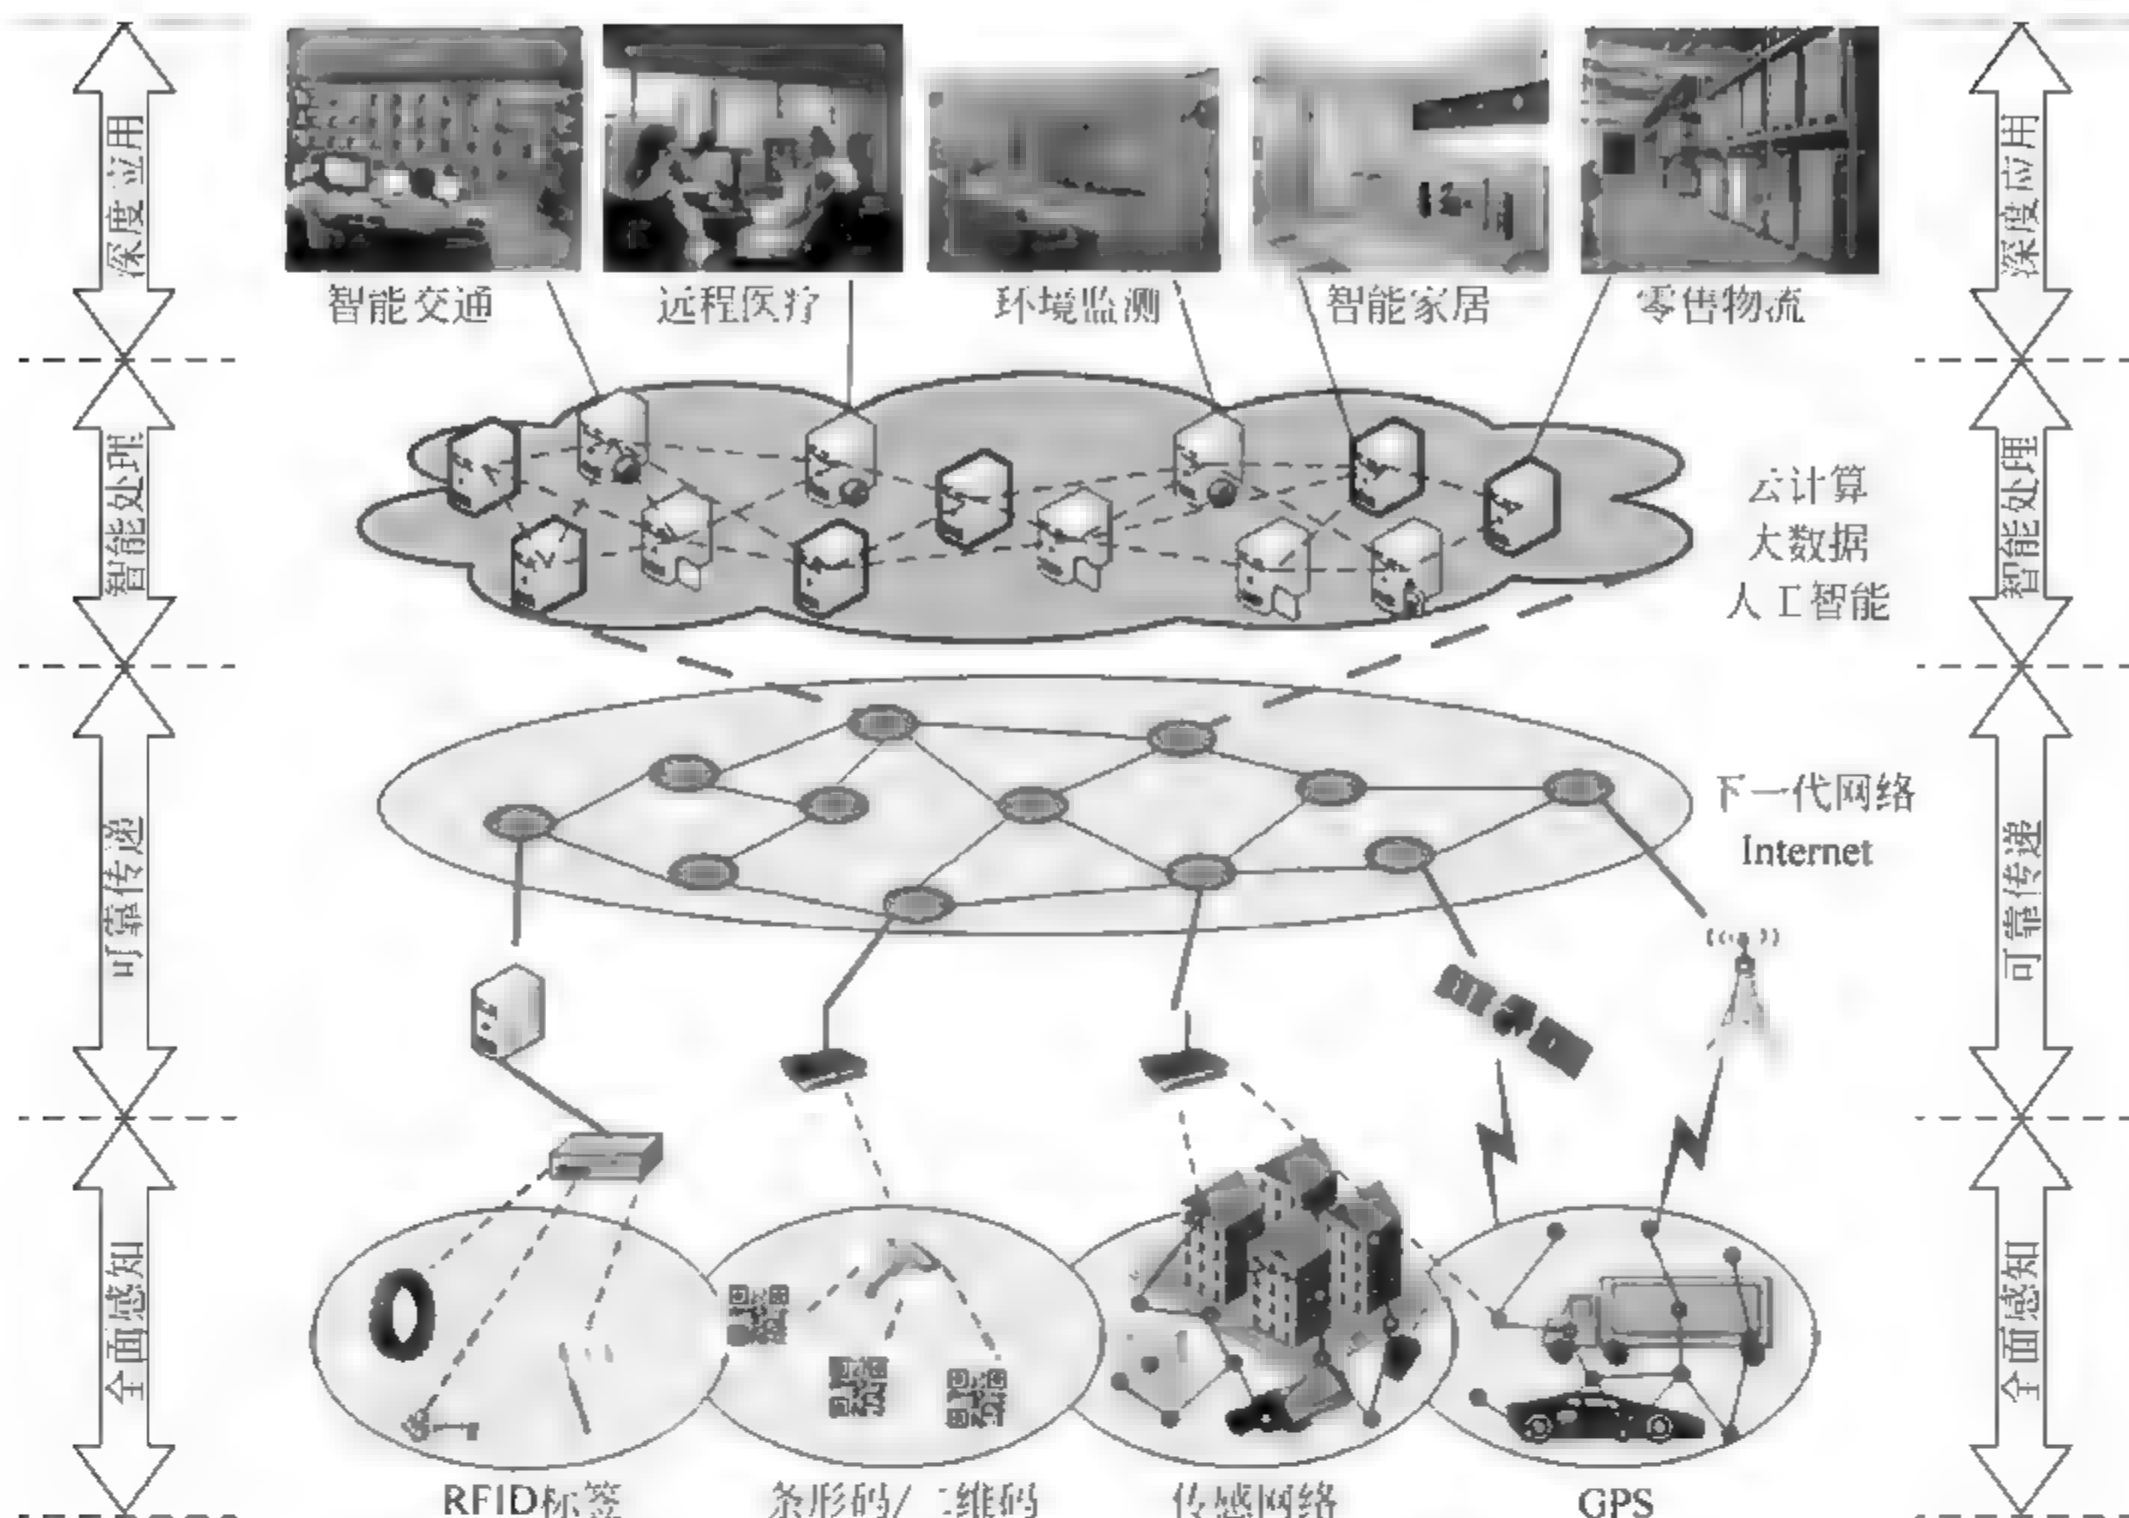 深度应用
智能交通
远程医疗
环境监测
智能家居
零售物流
深度应用
智能处理
云计算
大数据
人工智能
智能处理
可靠传递
下一代网络
Internet
可靠传递
全面感知
RFID标签
条形码/二维码
传感网络
GPS
全面感知